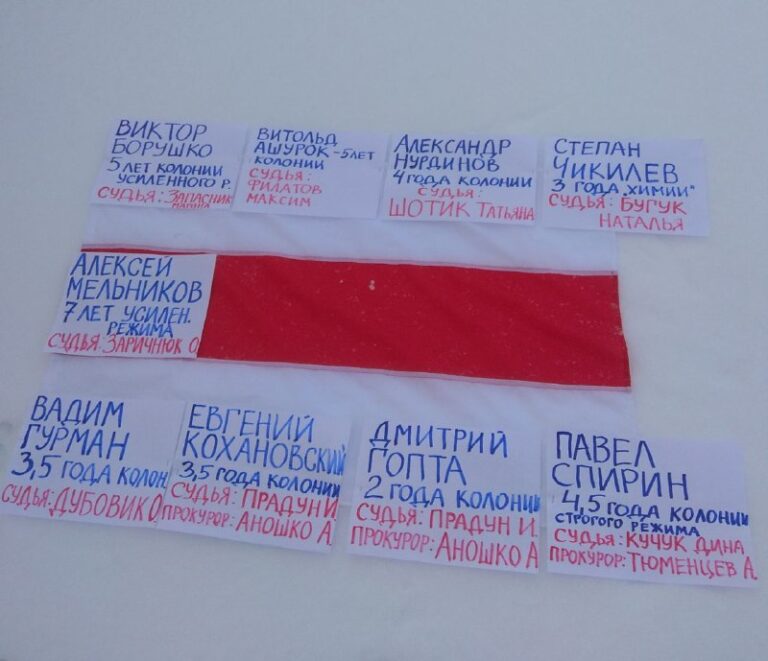 ВИКТОР
БОРУШКО
5 ЛЕТ КОЛОНИИ
УСИЛЕННОГО Р.
СУДЬЯ: ЗАПАСНИК
МАРИНА
ВИТОЛЬД
АШУРОК - 5 ЛЕТ
КОЛОНИИ
СУДЬЯ:
ФИЛАТОВ
МАКСИМ
АЛЕКСАНДР
НУРДИНОВ
4 ГОДА КОЛОНИИ
СУДЬЯ:
ШОТИК ТАТЬЯНА
СТЕПАН
ЧИКИЛЕВ
3 ГОДА „ХИМИИ"
СУДЬЯ: БУГУК
НАТАЛЬЯ
АЛЕКСЕЙ
МЕЛЬНИКОВ
7 ЛЕТ УСИЛЕН.
РЕЖИМА
СУДЬЯ: ЗАРИЧНЮК О
ВАДИМ
ГУРМАН
3,5 ГОДА КОЛОН
СУДЬЯ: ДУБОВИК О
ЕВГЕНИЙ
КОХАНОВСКИЙ
3,5 ГОДА КОЛОНИИ
СУДЬЯ: ПРАДУН И
ПРОКУРОР: АНОШКО А
ДМИТРИЙ
ГОПТА
2 ГОДА КОЛОНИИ
СУДЬЯ: ПРАДУН И.
ПРОКУРОР: АНОШКО А
ПАВЕЛ
СПИРИН
4,5 ГОДА КОЛОНИИ
СТРОГОГО РЕЖИМА
СУДЬЯ: КУЧУК ДИНА
ПРОКУРОР: ТЮМЕНЦЕВ А.